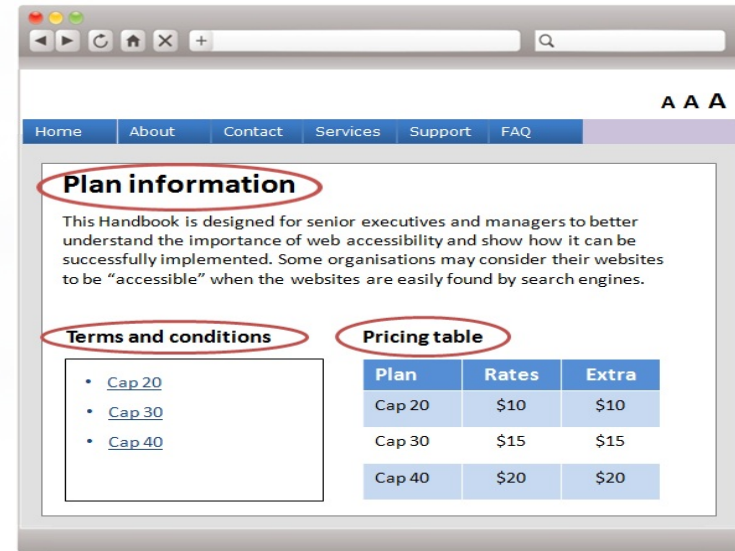 A A A
Home About Contact Services Support FAQ
Plan information
This Handbook is designed for senior executives and managers to better
understand the importance of web accessibility and show how it can be
successfully implemented. Some organisations may consider their websites
to be “accessible” when the websites are easily found by search engines.
Terms and conditions
• Cap 20
• Cap 30
• Cap 40
Pricing table
Plan Rates Extra
Cap 20 $10 $10
Cap 30 $15 $15
Cap 40 $20 $20